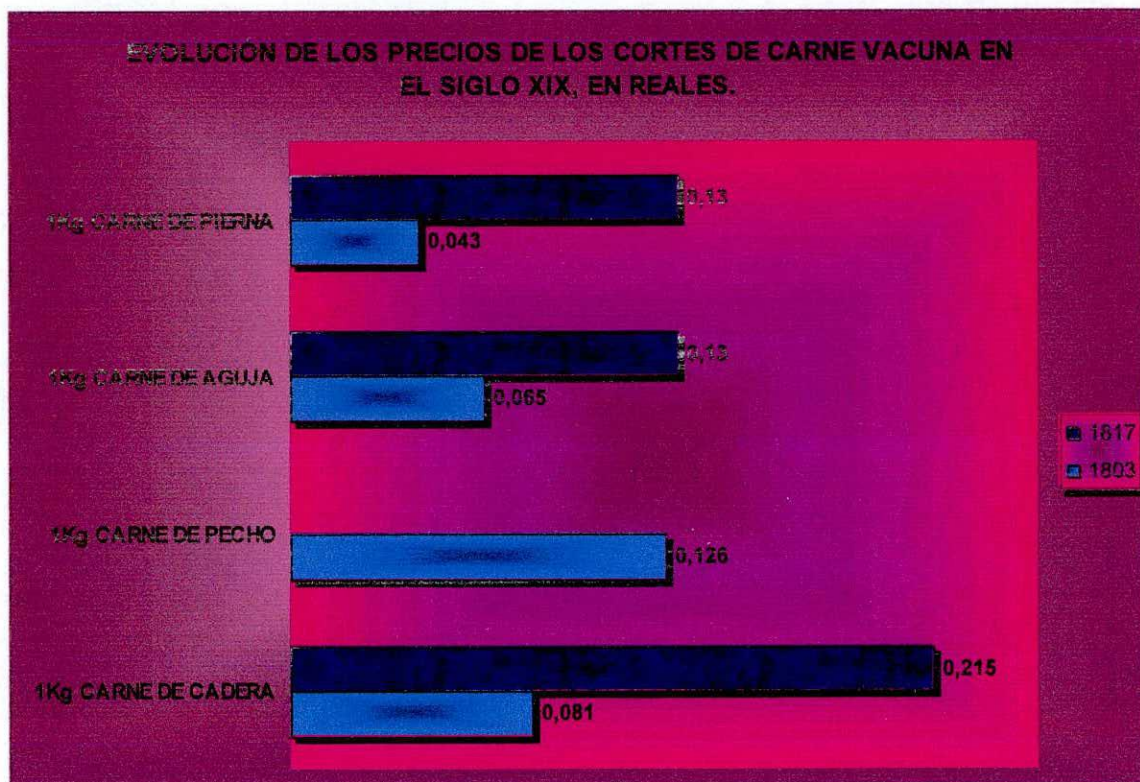 EVOLUCIÓN DE LOS PRECIOS DE LOS CORTES DE CARNE VACUNA EN
EL SIGLO XIX, EN REALES.
1Kg CARNE DE PIERNA
0,13
0,043
1Kg CARNE DE AGUJA
0,13
0,065
1Kg CARNE DE PECHO
0,126
1Kg CARNE DE CADERA
0,215
0,081
1817
1803